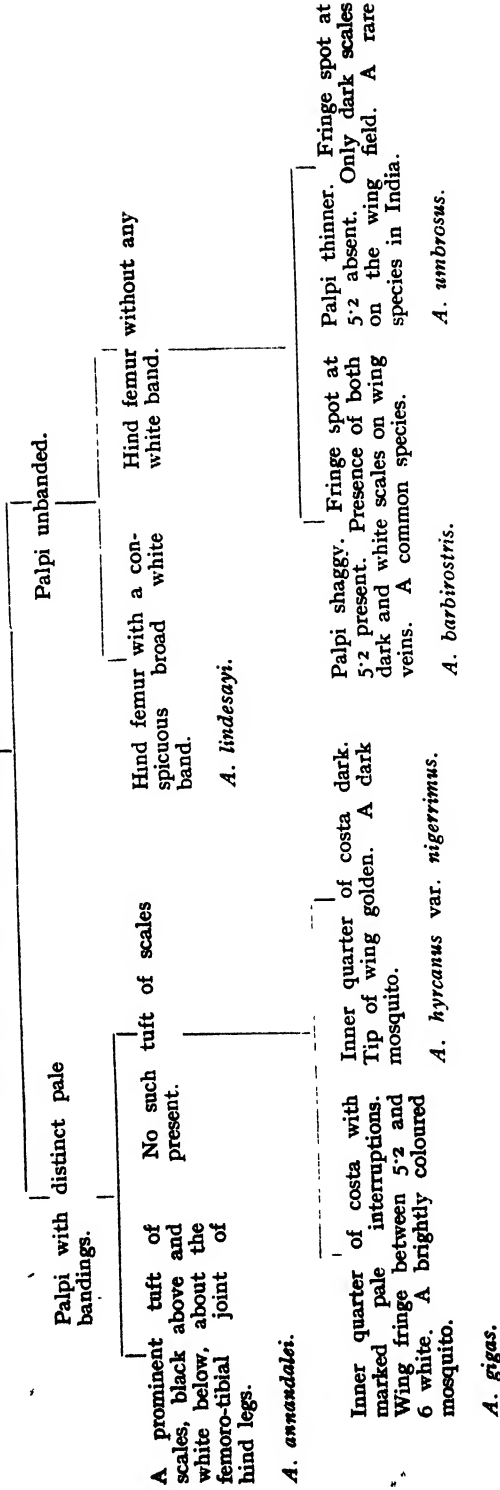 Palpi with distinct pale
bandings.
Palpi unbanded.
A prominent tuft of
scales, black above and
white below, about the
femoro-tibial joint of
hind legs.
A. annandalei.
No such tuft of scales
present.
Hind femur with a con-
spicuous broad white
band.
A. lindesayi.
Hind femur without any
white band.
Inner quarter of costa with
marked pale interruptions.
Wing fringe between 5·2 and
6 white. A brightly coloured
mosquito.
A. gigas.
Inner quarter of costa dark.
Tip of wing golden. A dark
mosquito.
A. hyrcanus var. nigerrimus.
Palpi shaggy. Fringe spot at
5·2 present. Presence of both
dark and white scales on wing
veins. A common species.
A. barbirostris.
Palpi thinner. Fringe spot at
5·2 absent. Only dark scales
on the wing field. A rare
species in India.
A. umbrosus.